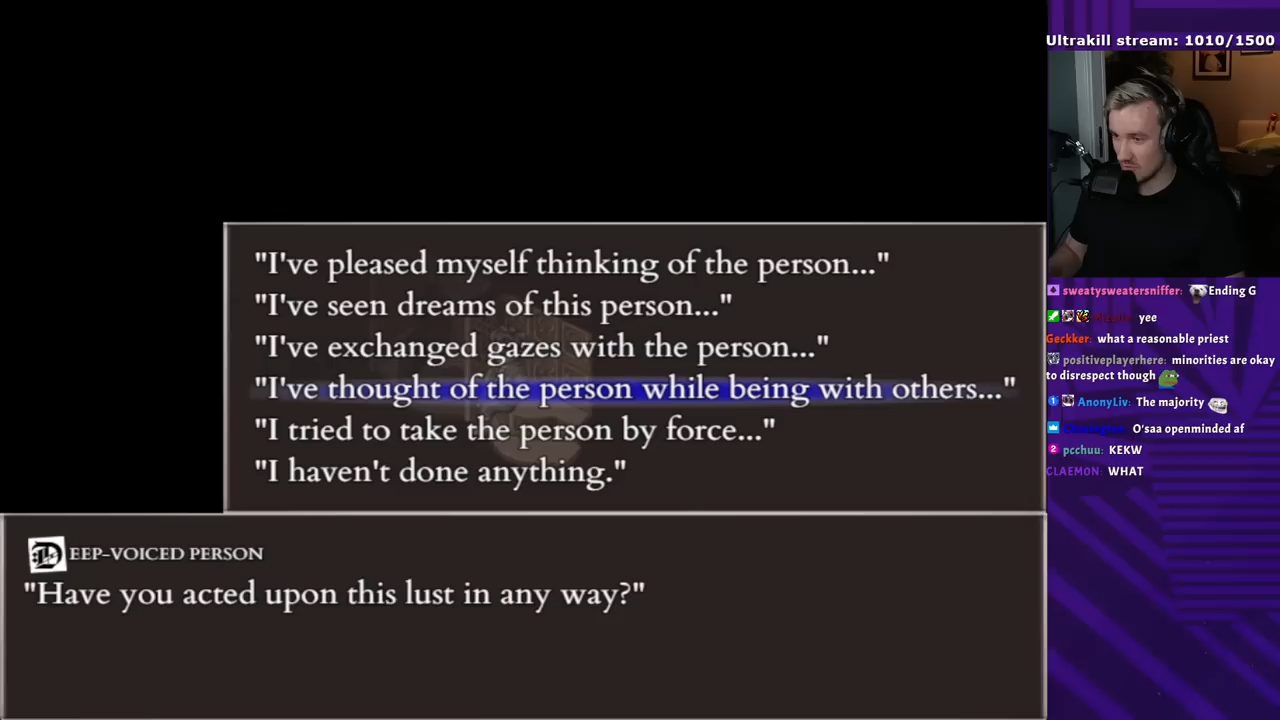 Ultrakill stream: 1010/1500
"I've pleased myself thinking of the person..."
"I've seen dreams of this person..."
"I've exchanged gazes with the person..."
"I've thought of the person while being with others..."
"I tried to take the person by force..."
"I haven't done anything."
DEEP-VOICED PERSON
"Have you acted upon this lust in any way?"
sweatysweatersniffer: Ending G
yee
Geckker: what a reasonable priest
positiveplayerhere: minorities are okay
to disrespect though
AnonyLiv: The majority
O'saa openminded af
pcchuu: KEKW
CLAEMON: WHAT